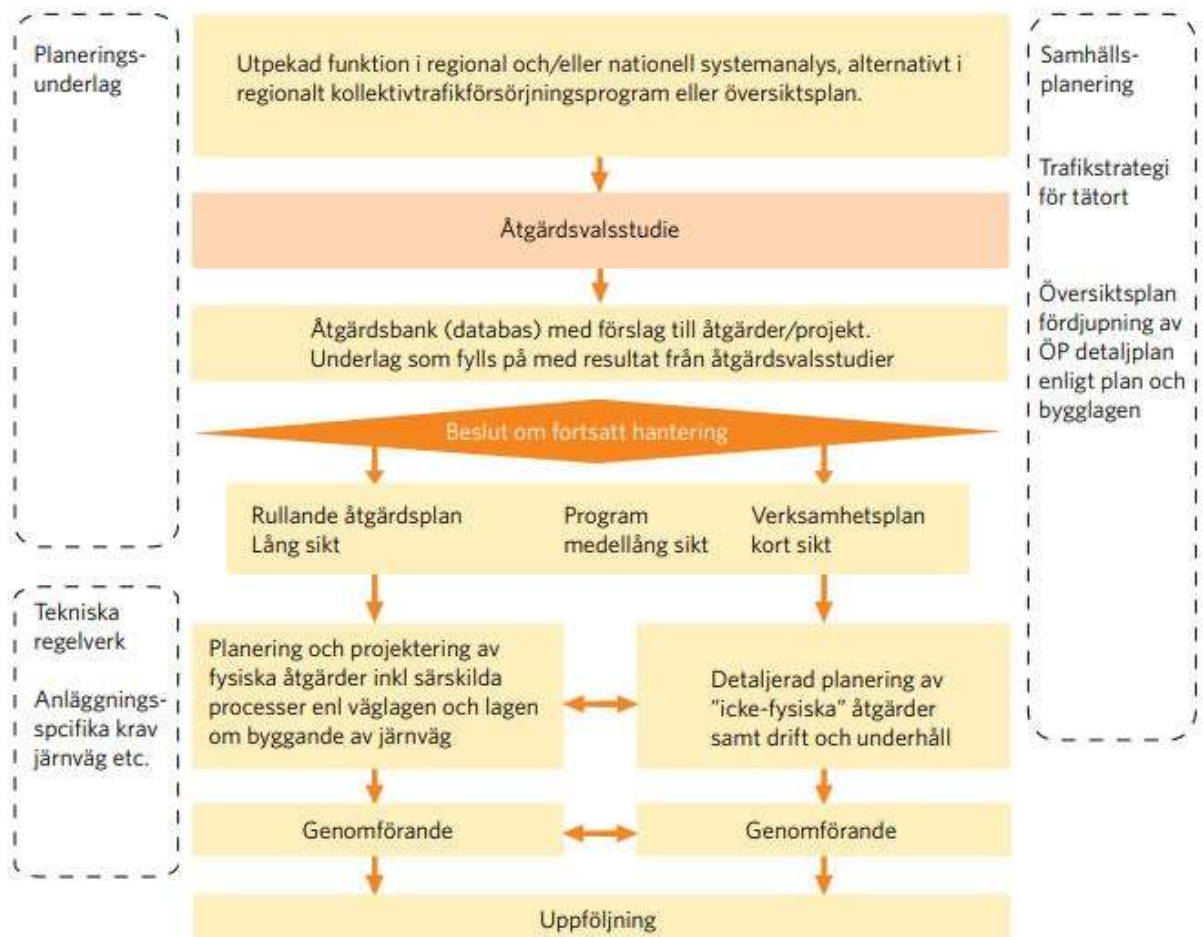 Planerings-
underlag
Utpekad funktion i regional och/eller nationell systemanalys, alternativt i
regionalt kollektivtrafikförsörjningsprogram eller översiktsplan.
Samhälls-
planering
Trafikstrategi
för tätort
Översiktsplan
fördjupning av
ÖP detaljplan
enligt plan och
bygglagen
Åtgärdsvalsstudie
Åtgärdsbank (databas) med förslag till åtgärder/projekt.
Underlag som fylls på med resultat från åtgärdsvalsstudier
Beslut om fortsatt hantering
Rullande åtgärdsplan
Lång sikt
Program
medellång sikt
Verksamhetsplan
kort sikt
Tekniska
regelverk
Anläggnings-
spcifika krav
järnväg etc.
Planering och projektering av
fysiska åtgärder inkl särskilda
processer enl väglagen och lagen
om byggande av järnväg
Detaljerad planering av
"icke-fysiska" åtgärder
samt drift och underhåll
Genomförande
Genomförande
Uppföljning